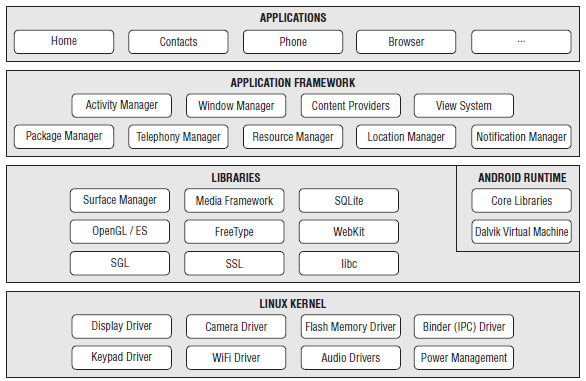 APPLICATIONS
Home Contacts Phone Browser ...
APPLICATION FRAMEWORK
Activity Manager Window Manager Content Providers View System
Package Manager Telephony Manager Resource Manager Location Manager Notification Manager
LIBRARIES ANDROID RUNTIME
Surface Manager Media Framework SQLite Core Libraries
OpenGL / ES FreeType WebKit Dalvik Virtual Machine
SGL SSL libc
LINUX KERNEL
Display Driver Camera Driver Flash Memory Driver Binder (IPC) Driver
Keypad Driver WiFi Driver Audio Drivers Power Management